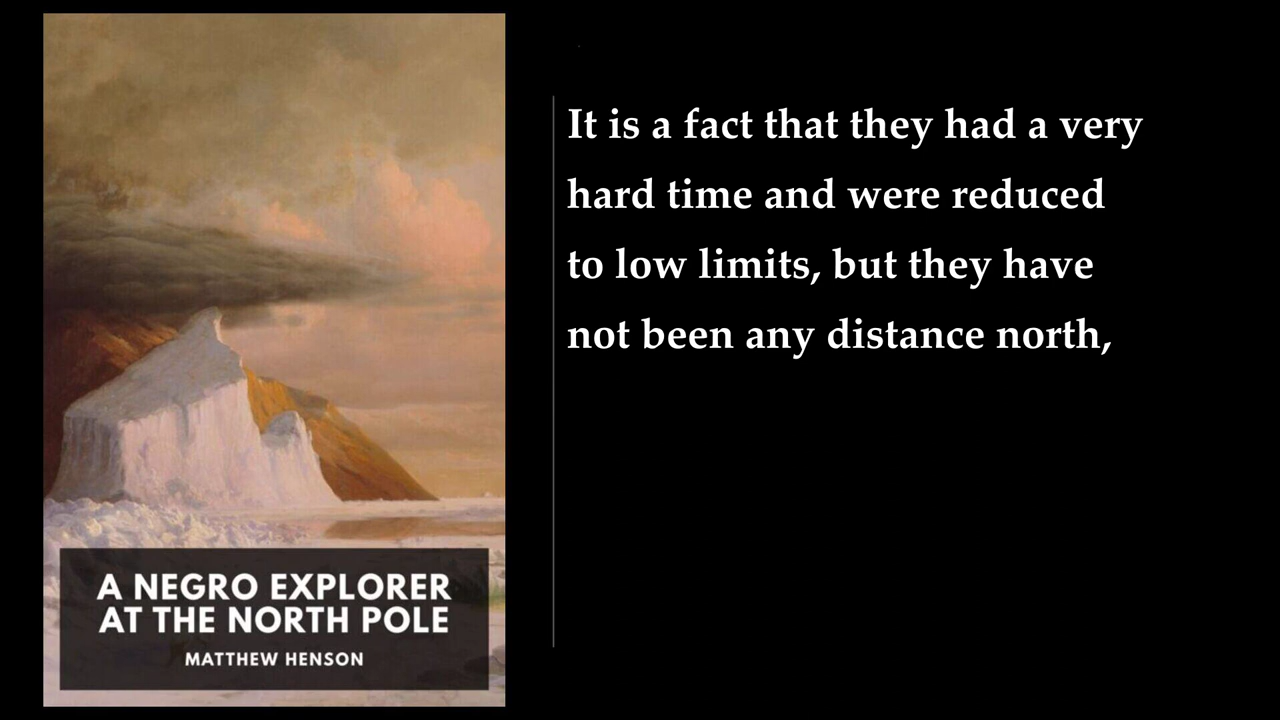 It is a fact that they had a very
hard time and were reduced
to low limits, but they have
not been any distance north,
A NEGRO EXPLORER
AT THE NORTH POLE
MATTHEW HENSON